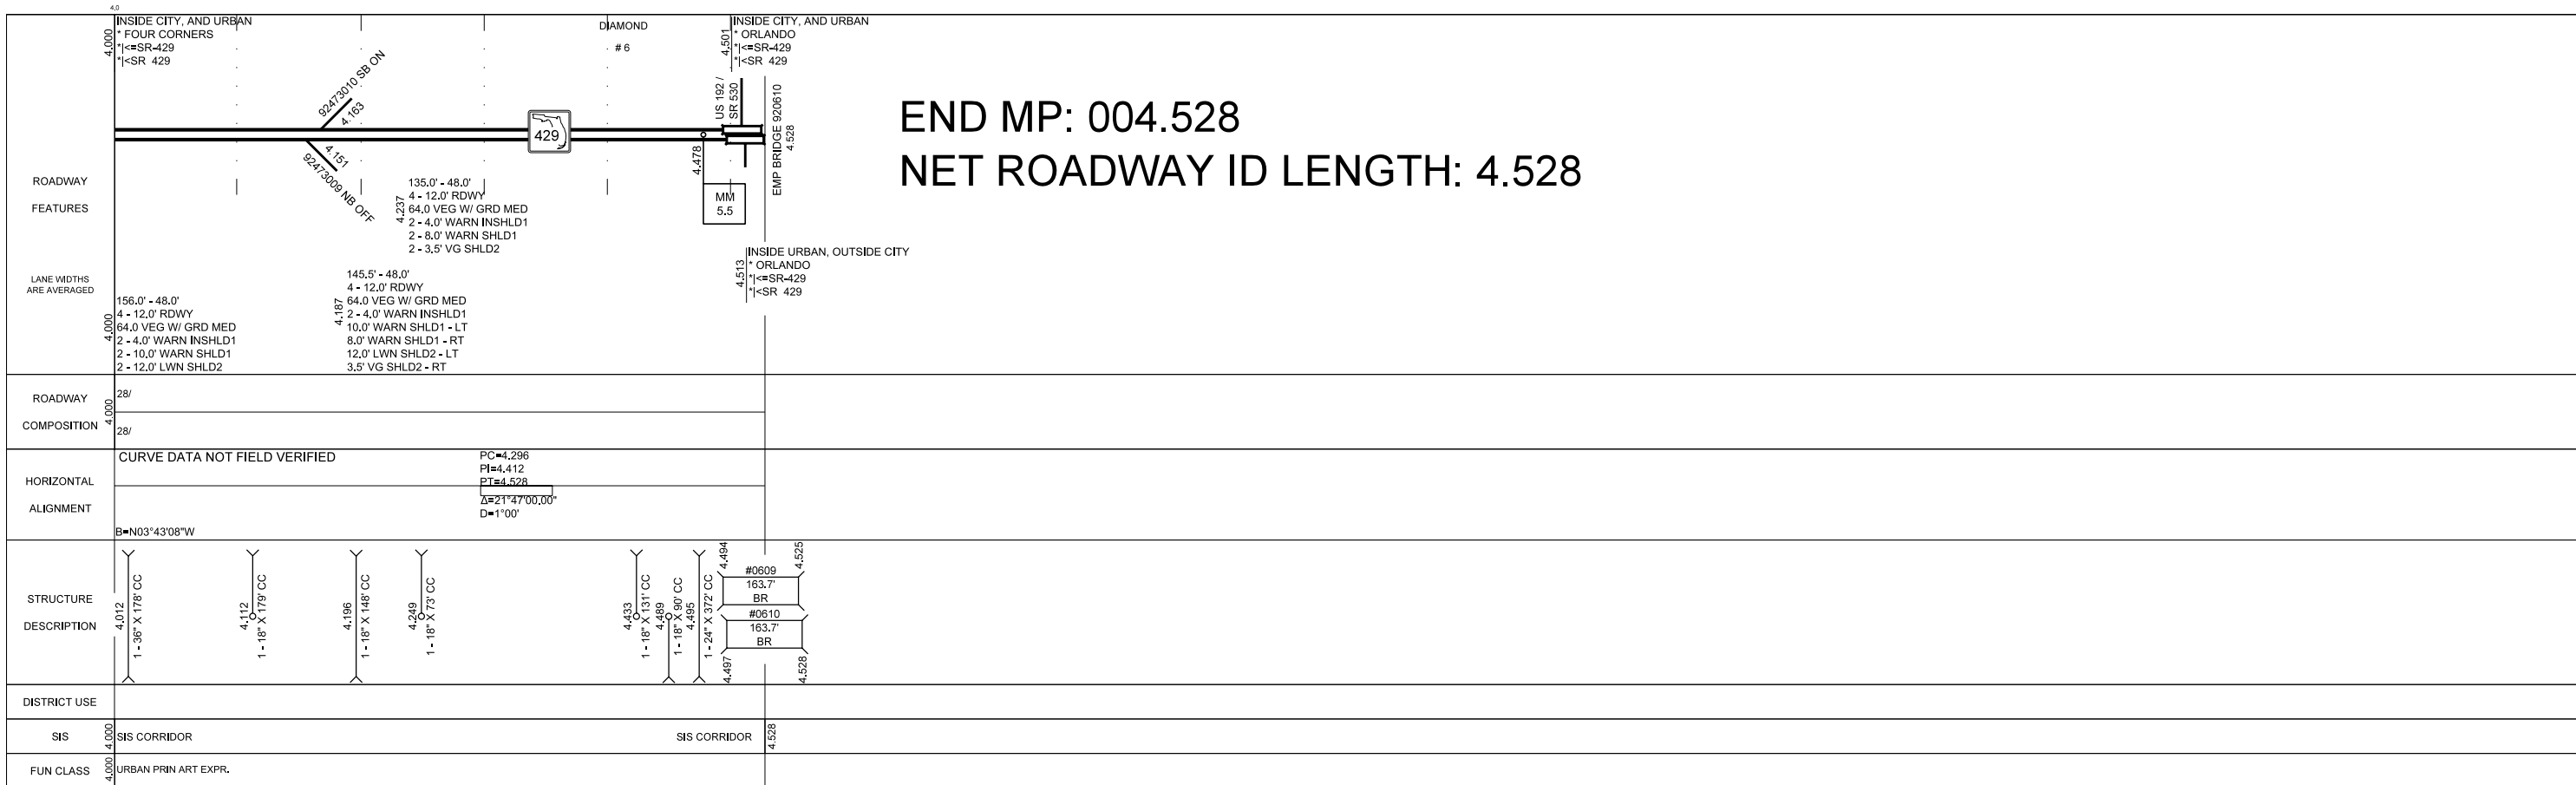 4.0
4.000
INSIDE CITY, AND URBAN
* FOUR CORNERS
*|<=SR-429
*|<SR 429
DIAMOND
# 6
4.501
INSIDE CITY, AND URBAN
* ORLANDO
*|<=SR-429
*|<SR 429
92473010 SB ON
4.163
429
US 192 /
SR 530
EMP BRIDGE 920610
4.528
END MP: 004.528
NET ROADWAY ID LENGTH: 4.528
4.151
92473009 NB OFF
4.478
MM
5.5
ROADWAY
FEATURES
4.237
135.0' - 48.0'
4 - 12.0' RDWY
64.0 VEG W/ GRD MED
2 - 4.0' WARN INSHLD1
2 - 8.0' WARN SHLD1
2 - 3.5' VG SHLD2
4.513
INSIDE URBAN, OUTSIDE CITY
* ORLANDO
*|<=SR-429
*|<SR 429
LANE WIDTHS
ARE AVERAGED
4.000
156.0' - 48.0'
4 - 12.0' RDWY
64.0 VEG W/ GRD MED
2 - 4.0' WARN INSHLD1
2 - 10.0' WARN SHLD1
2 - 12.0' LWN SHLD2
4.187
145.5' - 48.0'
4 - 12.0' RDWY
64.0 VEG W/ GRD MED
2 - 4.0' WARN INSHLD1
10.0' WARN SHLD1 - LT
8.0' WARN SHLD1 - RT
12.0' LWN SHLD2 - LT
3.5' VG SHLD2 - RT
ROADWAY
COMPOSITION
4.000
28/
28/
HORIZONTAL
ALIGNMENT
CURVE DATA NOT FIELD VERIFIED
PC=4.296
PI=4.412
PT=4.528
Δ=21°47'00.00"
D=1°00'
B=N03°43'08"W
STRUCTURE
DESCRIPTION
4.012
1 - 36" X 178' CC
4.112
1 - 18" X 179' CC
4.196
1 - 18" X 148' CC
4.249
1 - 18" X 73' CC
4.433
1 - 18" X 131' CC
4.489
1 - 18" X 90' CC
4.495
1 - 24" X 372' CC
4.494
4.525
#0609
163.7'
BR
#0610
163.7'
BR
4.497
4.528
DISTRICT USE
SIS
4.000
SIS CORRIDOR
SIS CORRIDOR
4.528
FUN CLASS
4.000
URBAN PRIN ART EXPR.